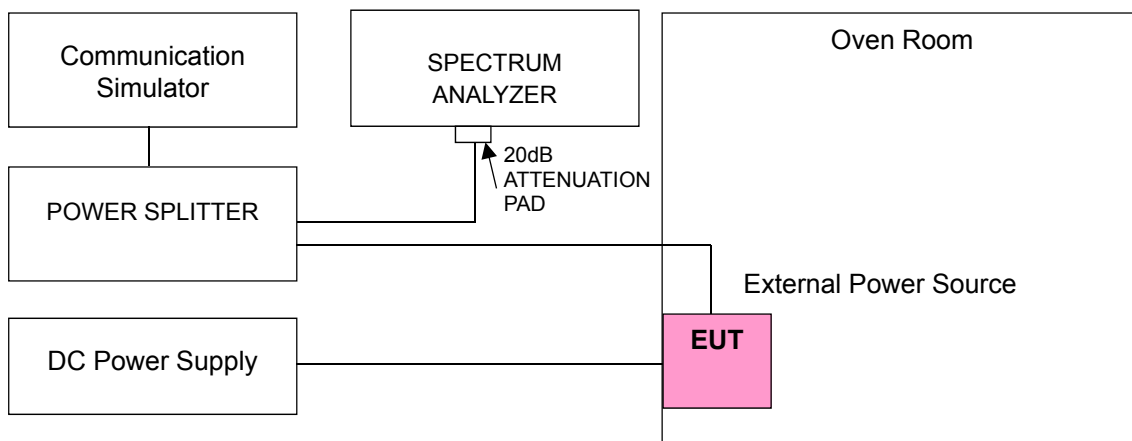 Communication
Simulator
SPECTRUM
ANALYZER
Oven Room
20dB
ATTENUATION
PAD
POWER SPLITTER
External Power Source
EUT
DC Power Supply